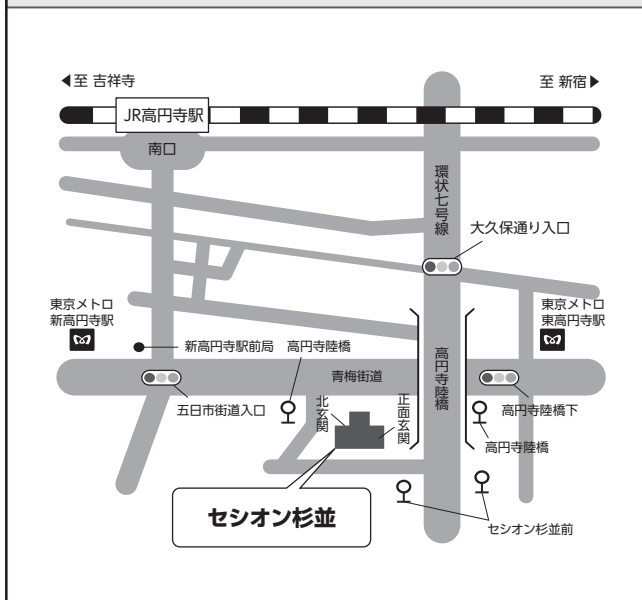 ◀至 吉祥寺
至 新宿▶
JR高円寺駅
南口
環状七号線
大久保通り入口
東京メトロ
新高円寺駅
東京メトロ
東高円寺駅
新高円寺駅前局
高円寺陸橋
青梅街道
高円寺陸橋
五日市街道入口
北玄関
正面玄関
高円寺陸橋下
高円寺陸橋
セシオン杉並
セシオン杉並前